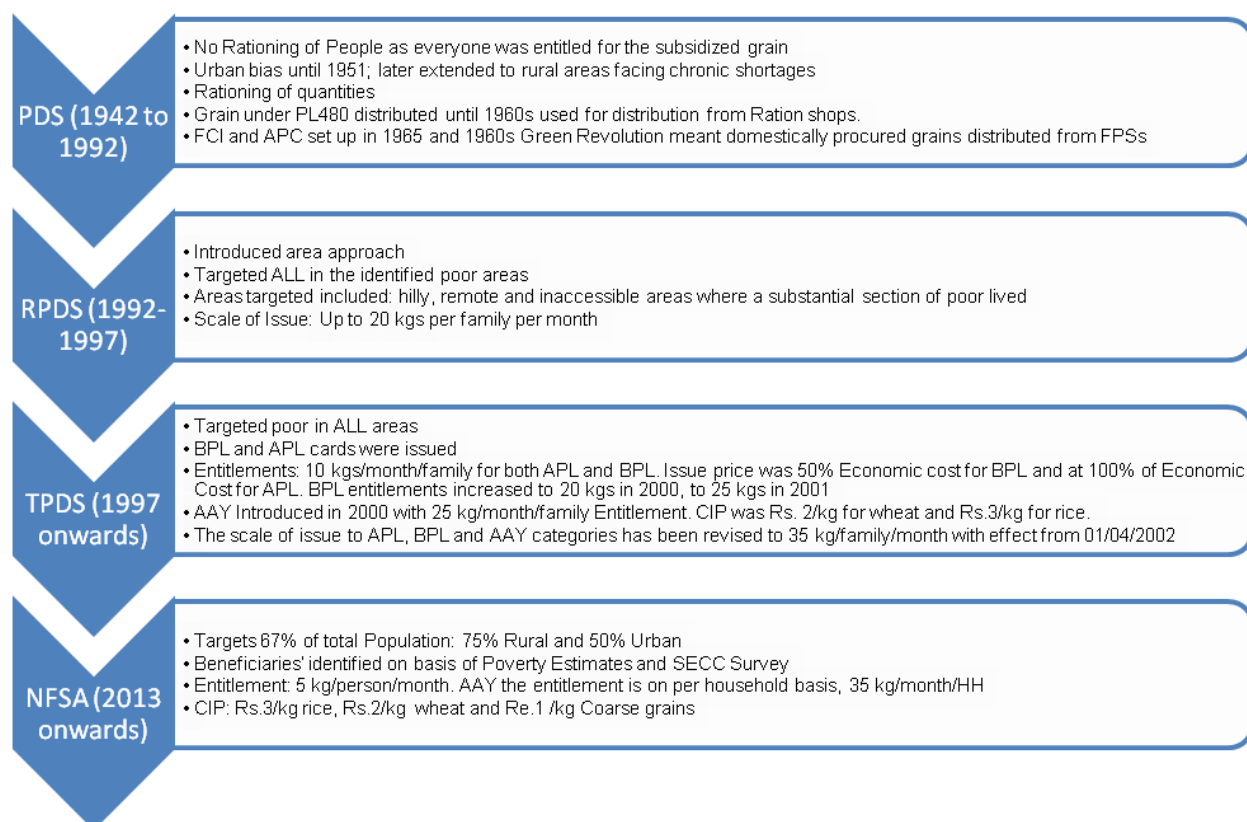 PDS (1942 to
1992)
• No Rationing of People as everyone was entitled for the subsidized grain
• Urban bias until 1951; later extended to rural areas facing chronic shortages
• Rationing of quantities
• Grain under PL480 distributed until 1960s used for distribution from Ration shops.
• FCI and APC set up in 1965 and 1960s Green Revolution meant domestically procured grains distributed from FPSs
RPDS (1992-
1997)
• Introduced area approach
• Targeted ALL in the identified poor areas
• Areas targeted included: hilly, remote and inaccessible areas where a substantial section of poor lived
• Scale of Issue: Up to 20 kgs per family per month
TPDS (1997
onwards)
• Targeted poor in ALL areas
• BPL and APL cards were issued
• Entitlements: 10 kgs/month/family for both APL and BPL. Issue price was 50% Economic cost for BPL and at 100% of Economic
Cost for APL. BPL entitlements increased to 20 kgs in 2000, to 25 kgs in 2001
• AAY Introduced in 2000 with 25 kg/month/family Entitlement. CIP was Rs. 2/kg for wheat and Rs.3/kg for rice.
• The scale of issue to APL, BPL and AAY categories has been revised to 35 kg/family/month with effect from 01/04/2002
NFSA (2013
onwards)
• Targets 67% of total Population: 75% Rural and 50% Urban
• Beneficiaries' identified on basis of Poverty Estimates and SECC Survey
• Entitlement: 5 kg/person/month. AAY the entitlement is on per household basis, 35 kg/month/HH
• CIP: Rs.3/kg rice, Rs.2/kg wheat and Re.1 /kg Coarse grains